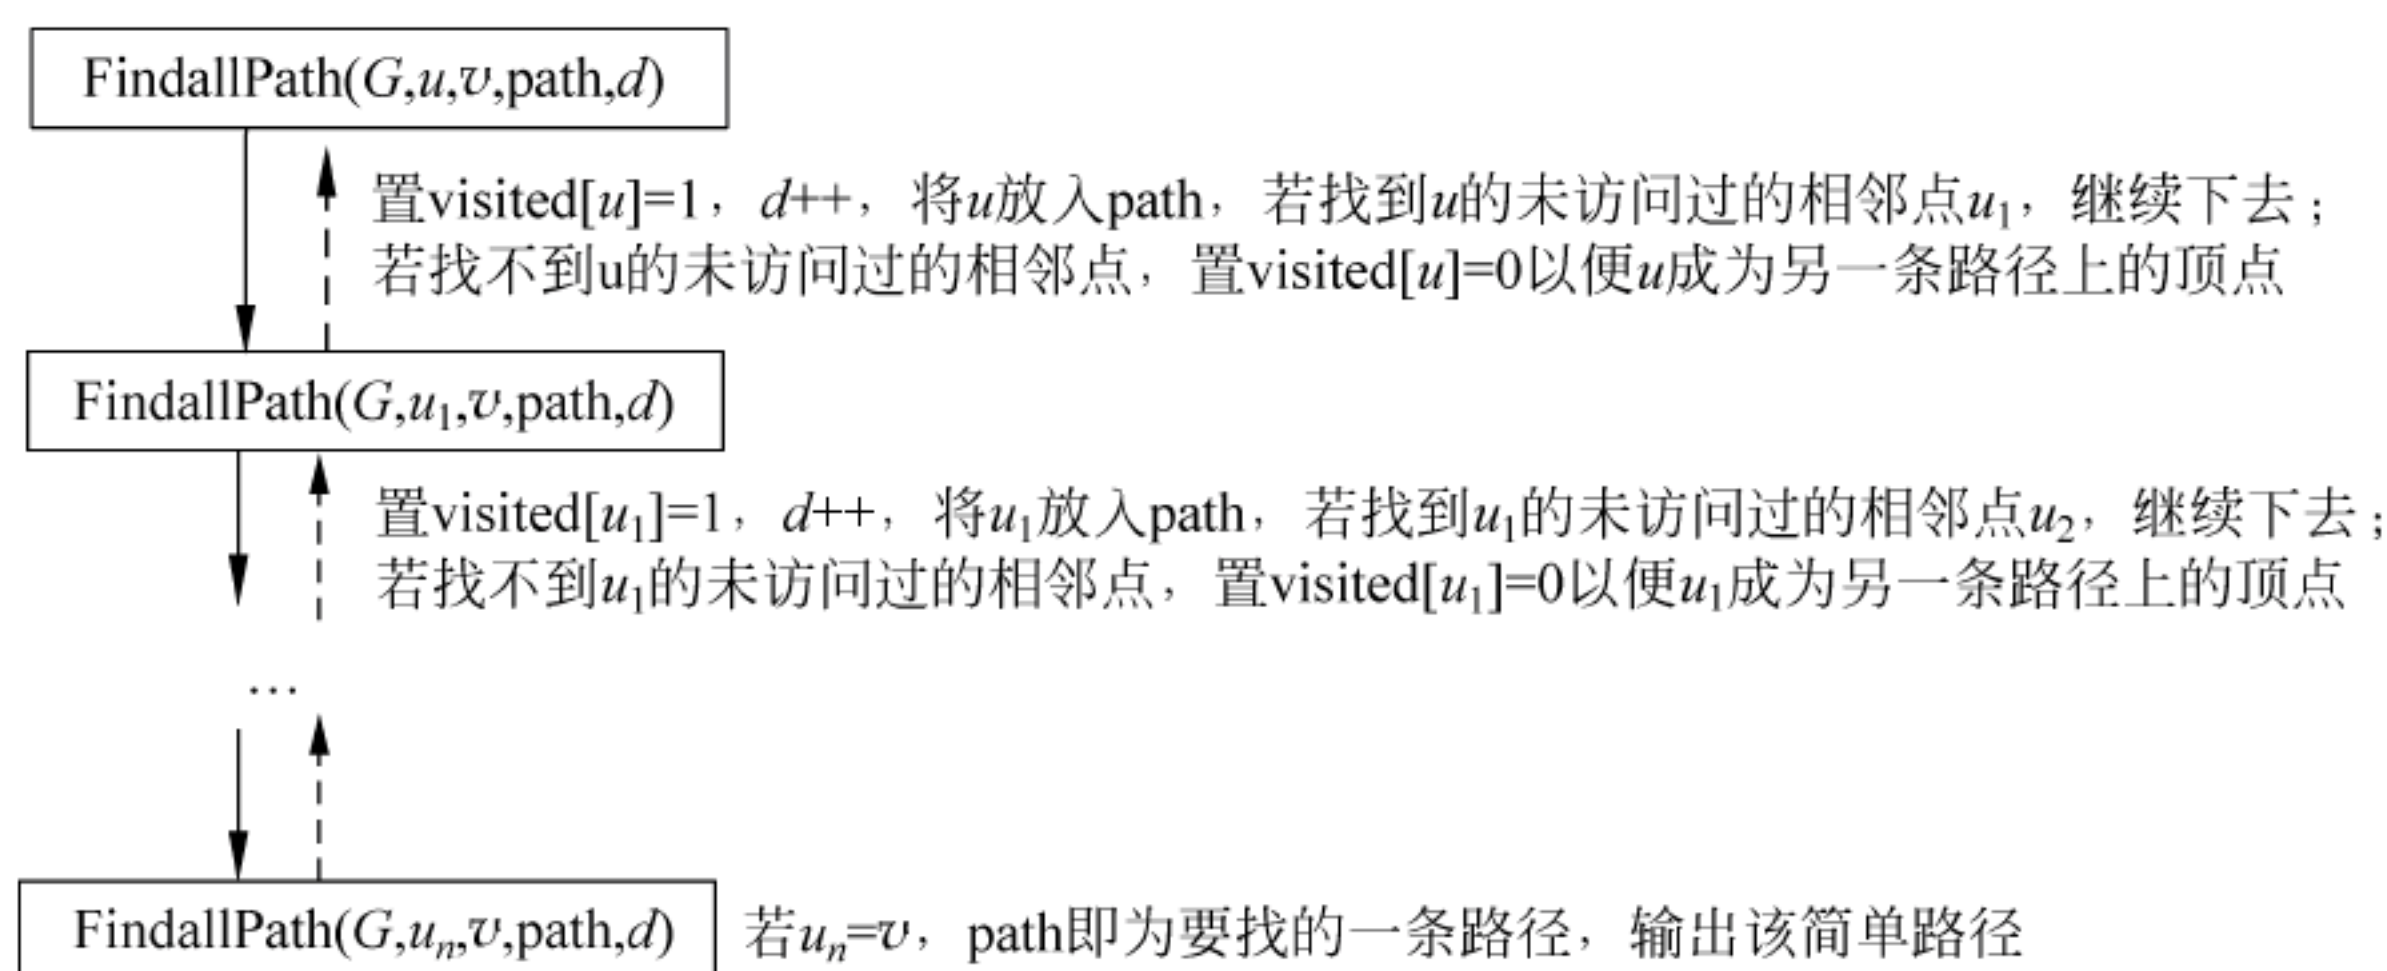 FindallPath(G,u,v,path,d)
置visited[u]=1，d++，将u放入path，若找到u的未访问过的相邻点u₁，继续下去；
若找不到u的未访问过的相邻点，置visited[u]=0以便u成为另一条路径上的顶点
FindallPath(G,u₁,v,path,d)
置visited[u₁]=1，d++，将u₁放入path，若找到u₁的未访问过的相邻点u₂，继续下去；
若找不到u₁的未访问过的相邻点，置visited[u₁]=0以便u₁成为另一条路径上的顶点
…
FindallPath(G,uₙ,v,path,d)
若uₙ=v，path即为要找的一条路径，输出该简单路径